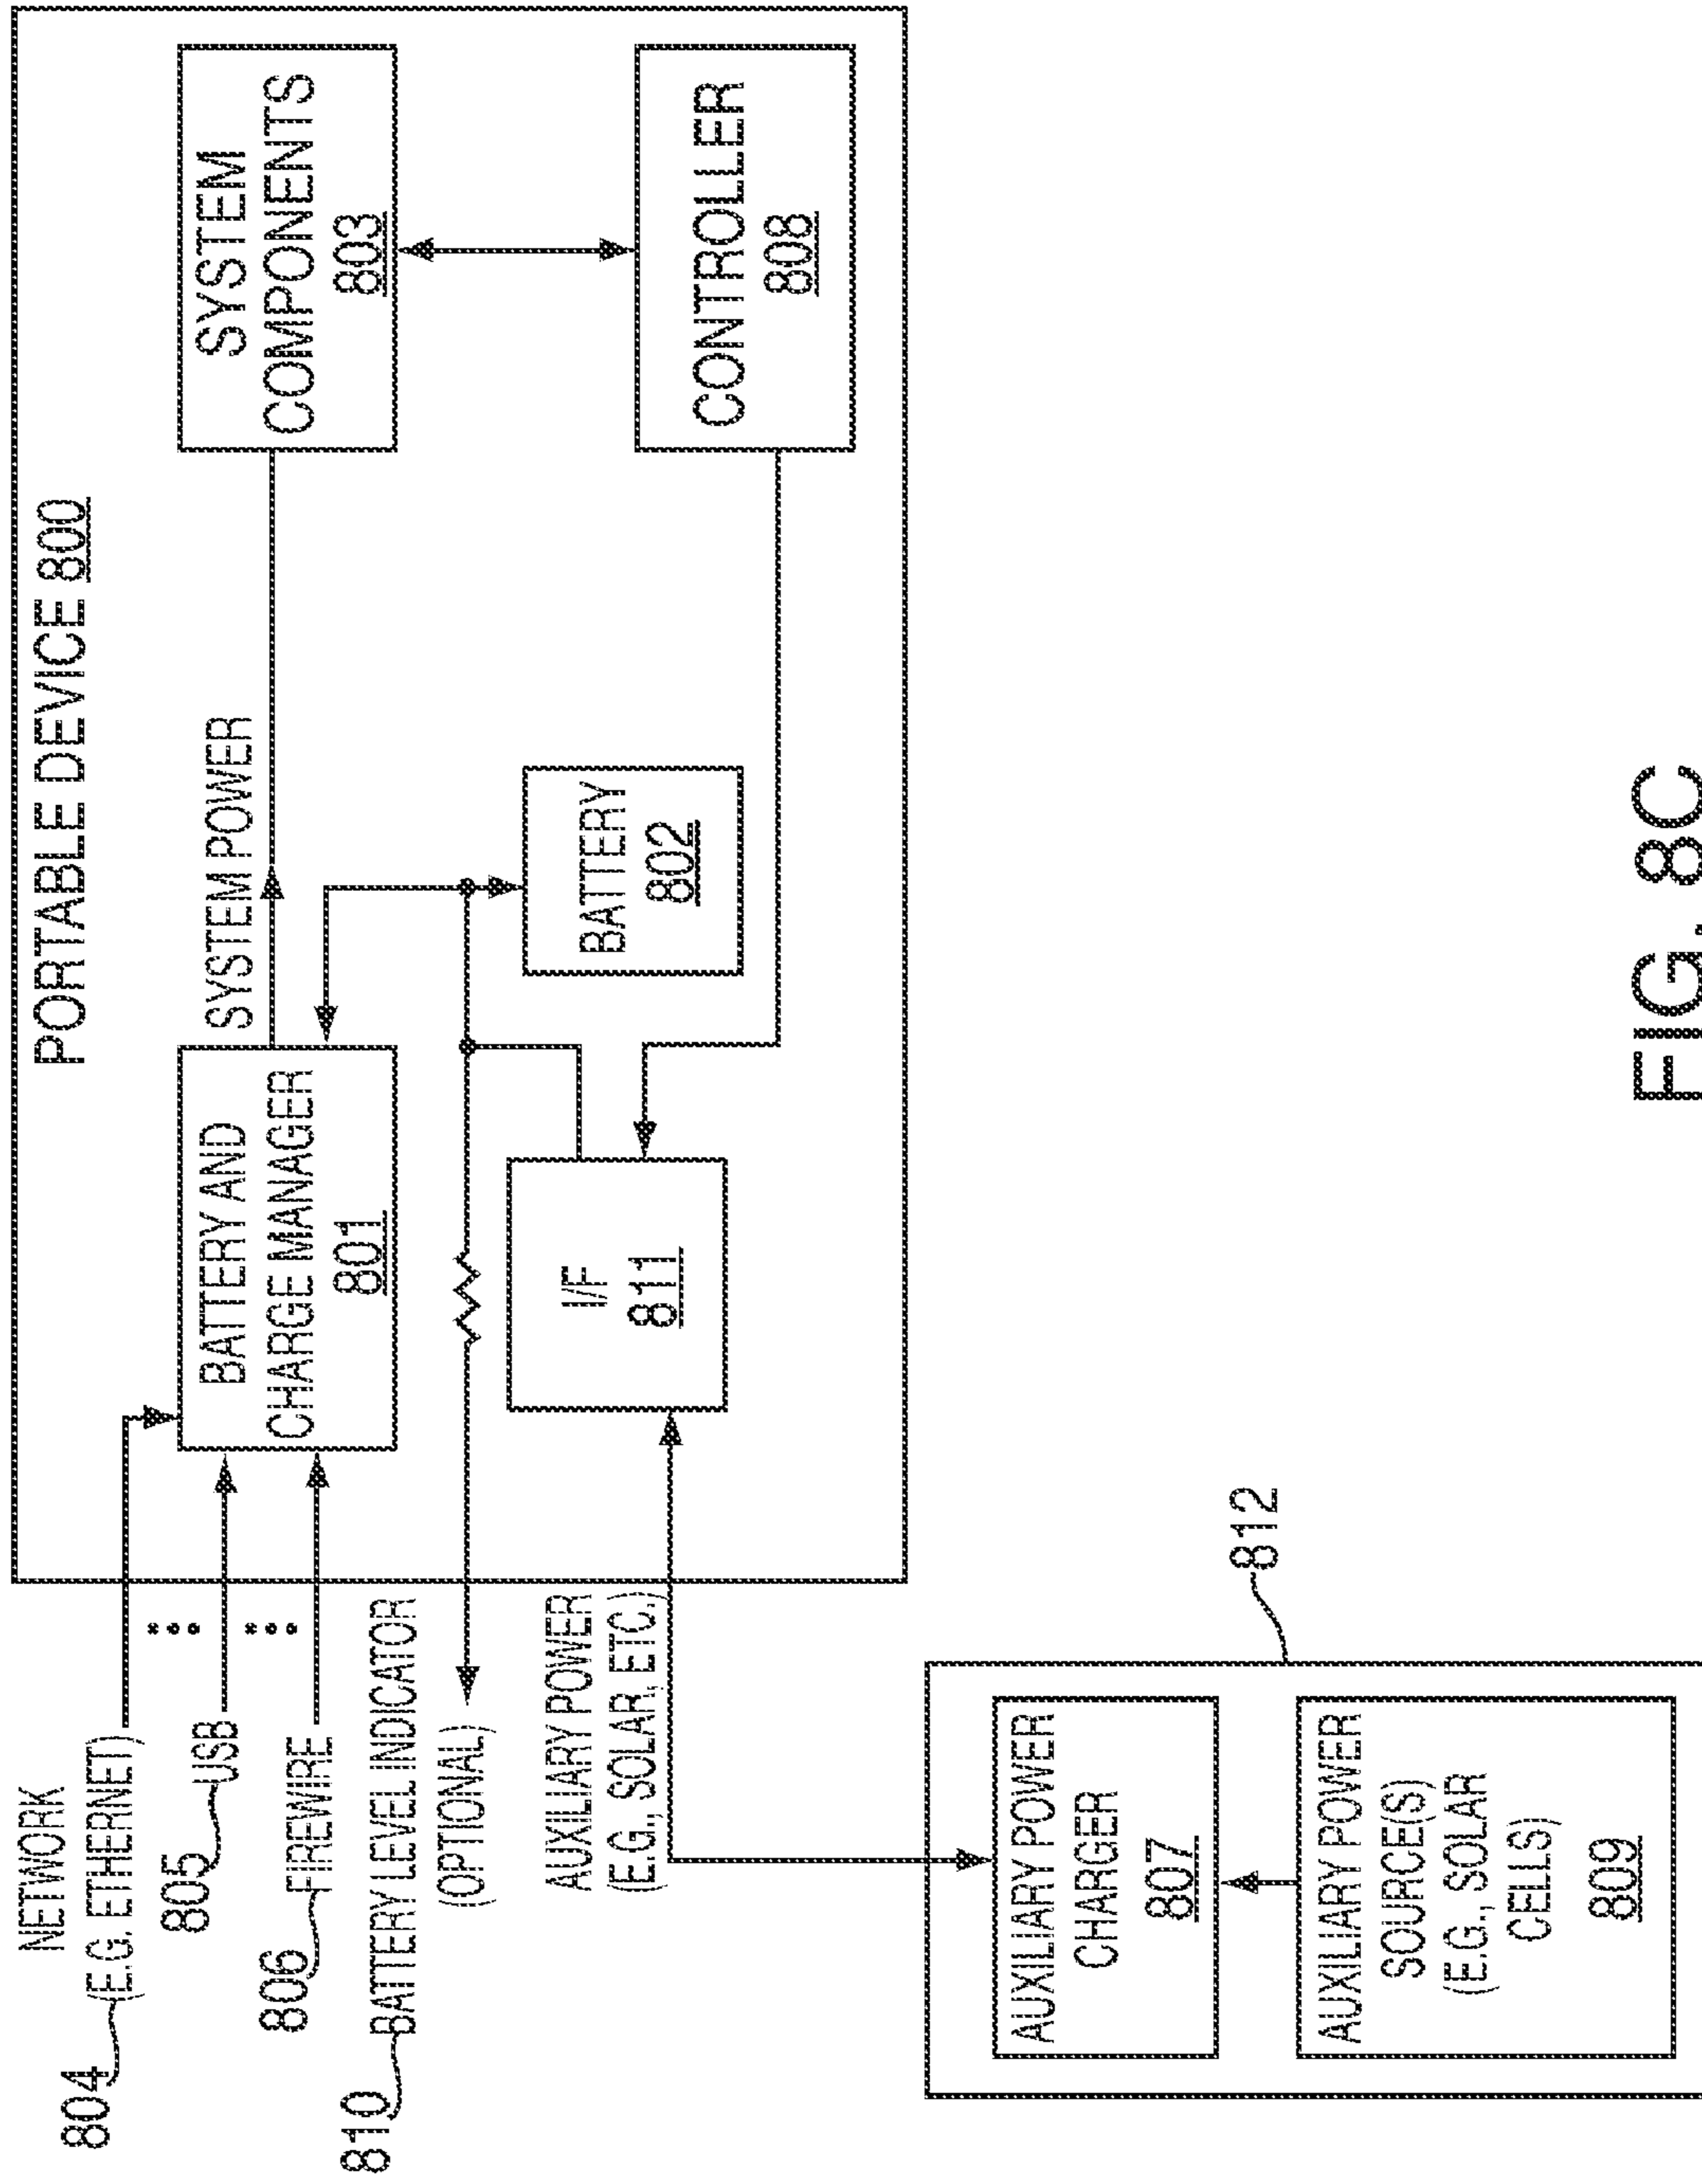 PORTABLE DEVICE 800
NETWORK
(E.G. ETHERNET)
804
USB
805
FIREWIRE
806
BATTERY LEVEL INDICATOR
(OPTIONAL)
810
AUXILIARY POWER
(E.G., SOLAR, ETC.)
BATTERY AND
CHARGE MANAGER
801
SYSTEM POWER
SYSTEM
COMPONENTS
803
I/F
811
BATTERY
802
CONTROLLER
808
812
AUXILIARY POWER
CHARGER
807
AUXILIARY POWER
SOURCE(S)
(E.G., SOLAR
CELLS)
809
FIG. 8C